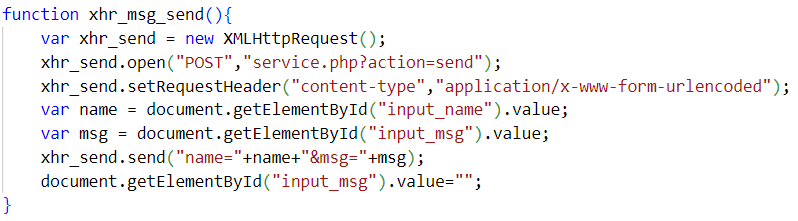 function xhr_msg_send(){
    var xhr_send = new XMLHttpRequest();
    xhr_send.open("POST","service.php?action=send");
    xhr_send.setRequestHeader("content-type","application/x-www-form-urlencoded");
    var name = document.getElementById("input_name").value;
    var msg = document.getElementById("input_msg").value;
    xhr_send.send("name="+name+"&msg="+msg);
    document.getElementById("input_msg").value="";
}